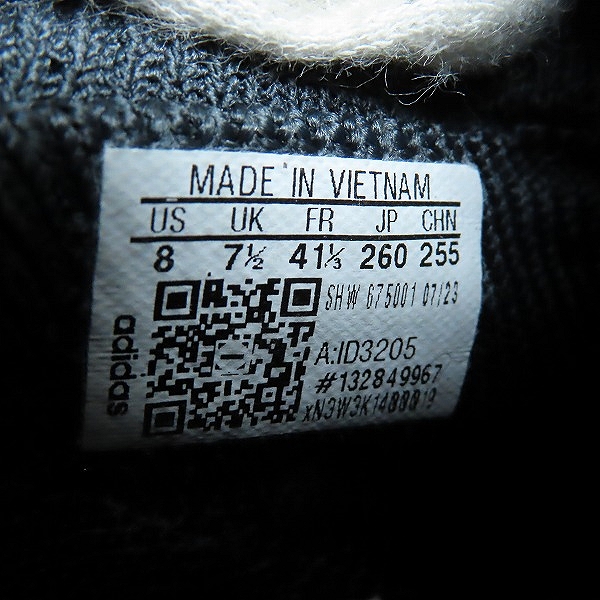 MADE IN VIETNAM
US UK FR JP CHN
8 7½ 41⅓ 260 255
SHW 675001 07/23
A:ID3205
#132849967
xN3W3K1488819
adidas